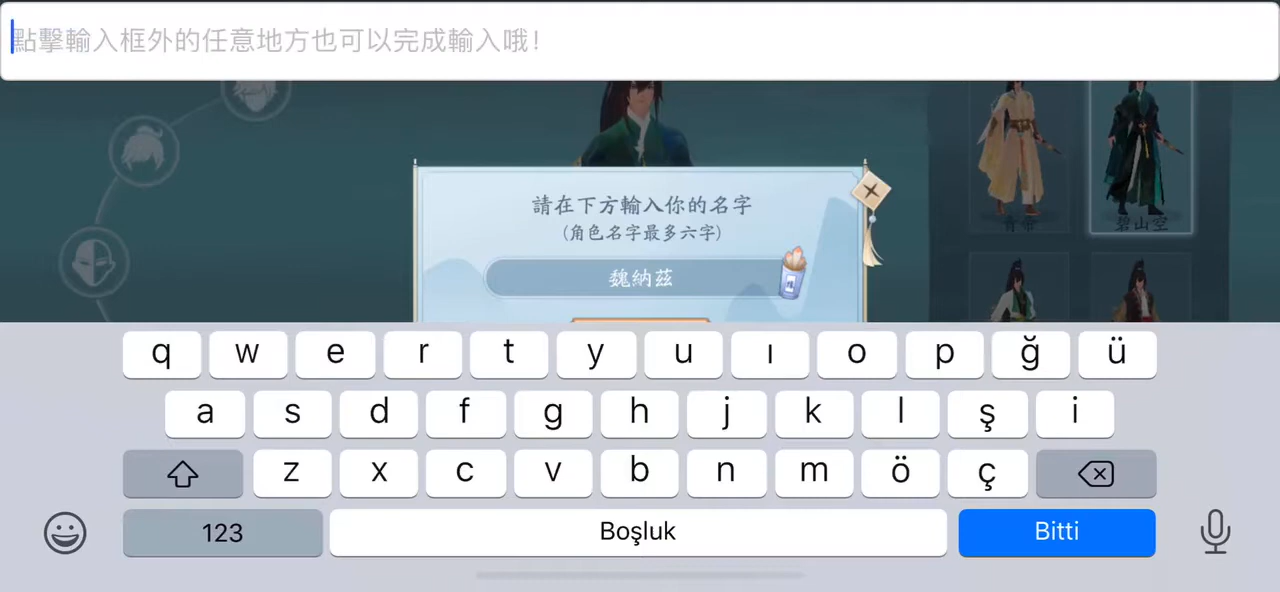 點擊輸入框外的任意地方也可以完成輸入哦！
請在下方輸入你的名字
（角色名字最多六字）
魏納茲
青帝
碧山空
q w e r t y u ı o p ğ ü
a s d f g h j k l ş i
z x c v b n m ö ç
123 Boşluk Bitti